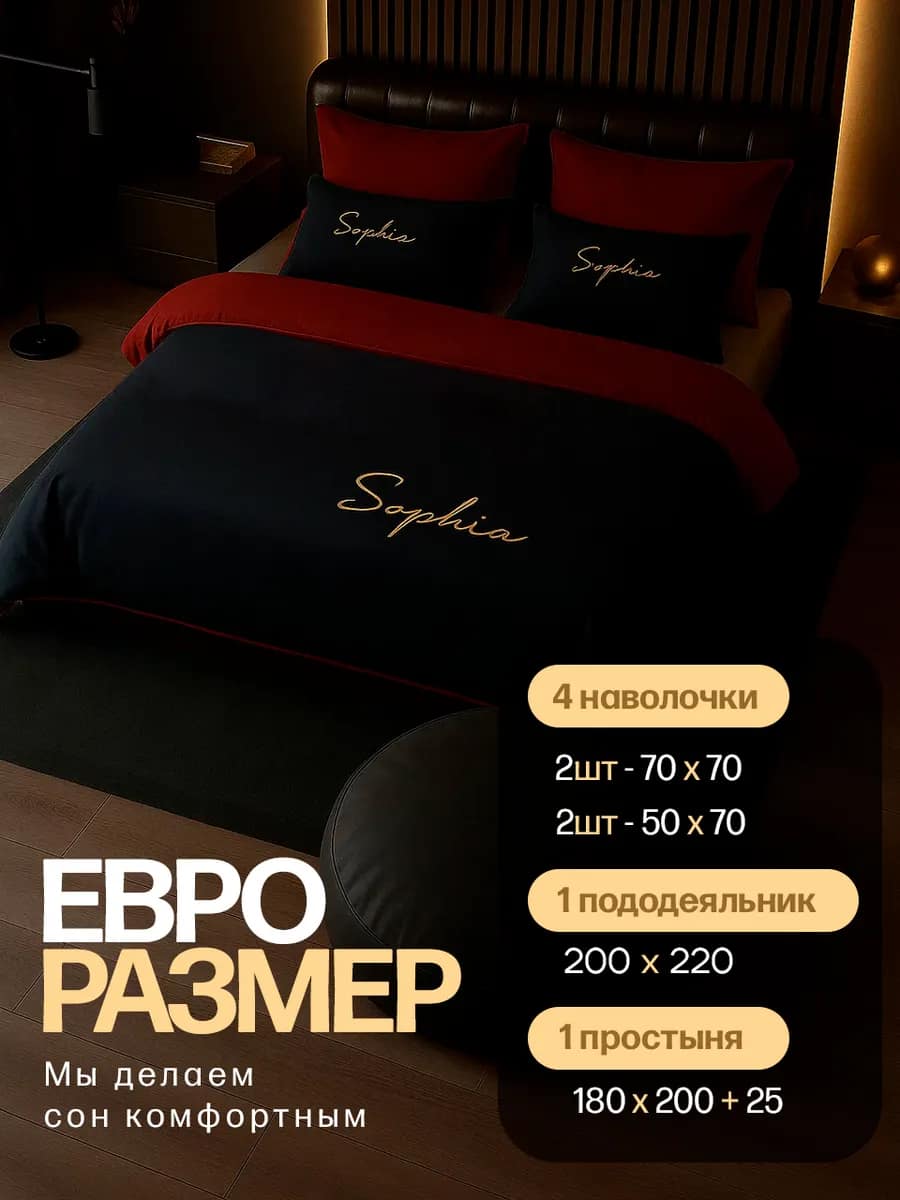 Sophia
Sophia
Sophia
4 наволочки
2шт - 70 x 70
2шт - 50 x 70
1 пододеяльник
200 x 220
1 простыня
180 x 200 + 25
ЕВРО
РАЗМЕР
Мы делаем
сон комфортным